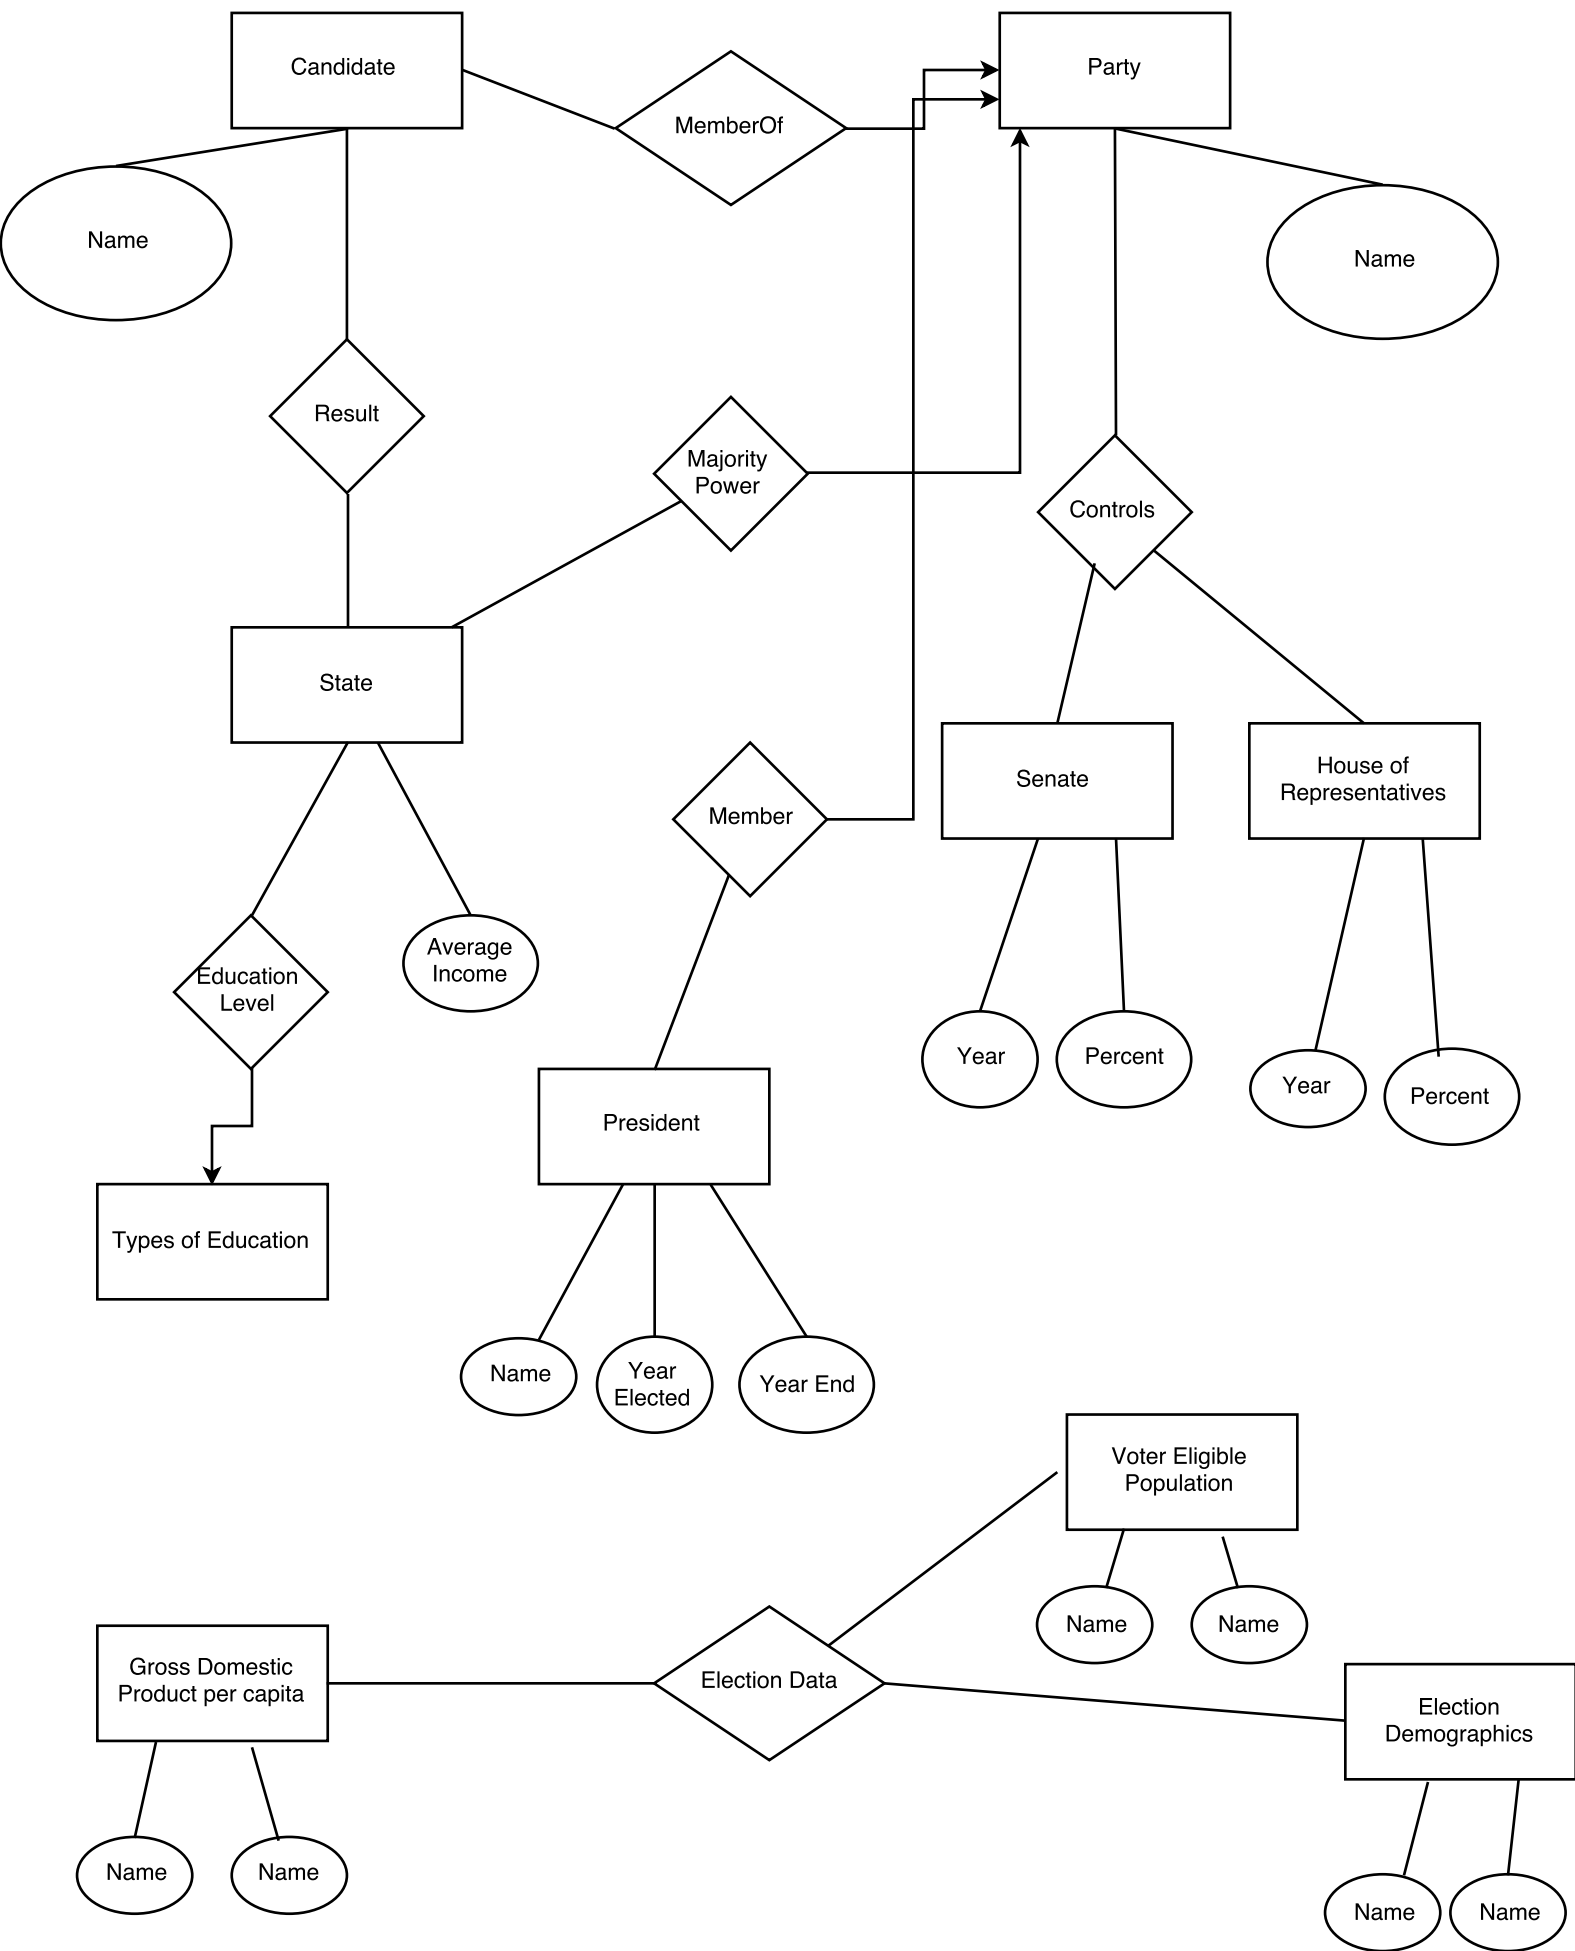 Candidate
Party
MemberOf
Name
Name
Result
Majority
Power
Controls
State
Senate
House of
Representatives
Member
Average
Income
Education
Level
Year
Percent
Year
Percent
President
Types of Education
Name
Year
Elected
Year End
Voter Eligible
Population
Name
Name
Gross Domestic
Product per capita
Election Data
Election
Demographics
Name
Name
Name
Name